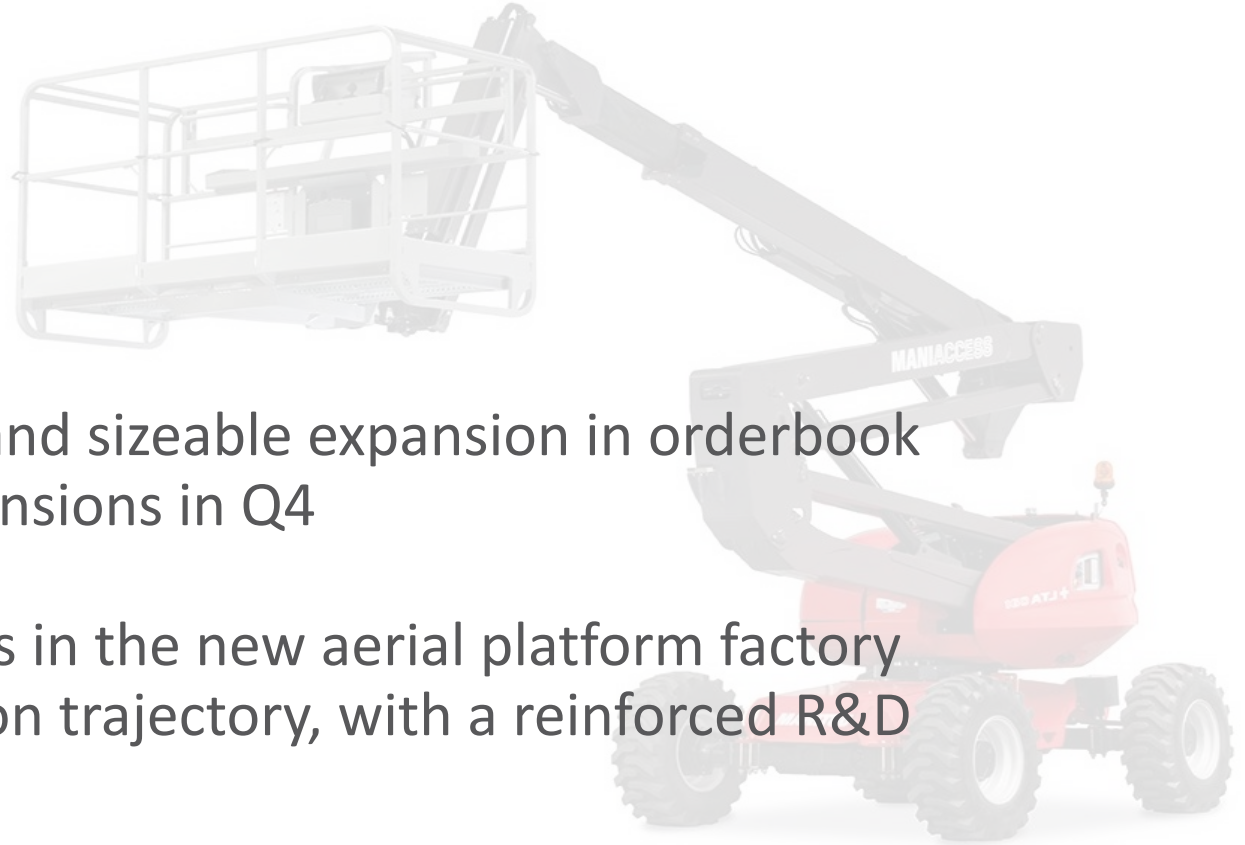 MANIACCESS
nd sizeable expansion in orderbook
nsions in Q4
s in the new aerial platform factory
on trajectory, with a reinforced R&D